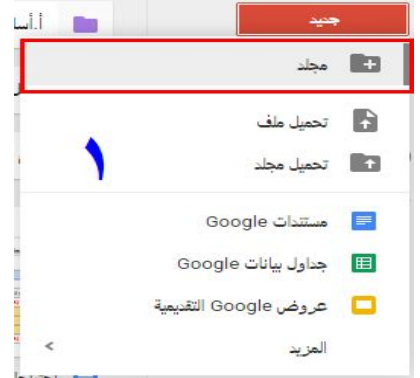 جديد
أ.أسا
مجلد
تحميل ملف
تحميل مجلد
١
مستندات Google
جداول بيانات Google
عروض Google التقديمية
المزيد